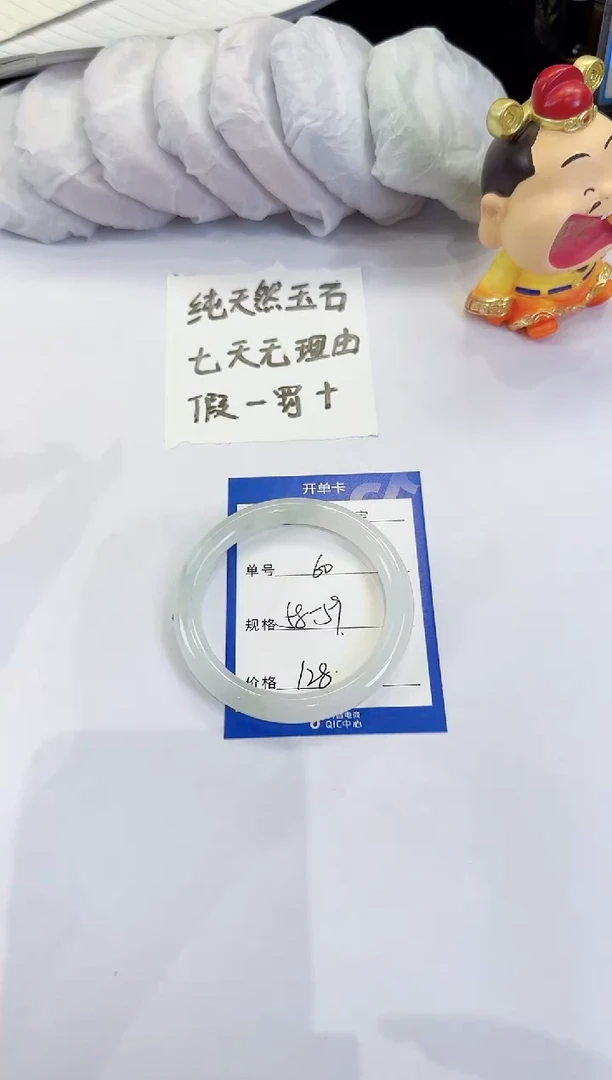 纯天然玉石
七天无理由
假一罚十
开单卡
单号 60
规格 58-59
价格 128
QIC中心